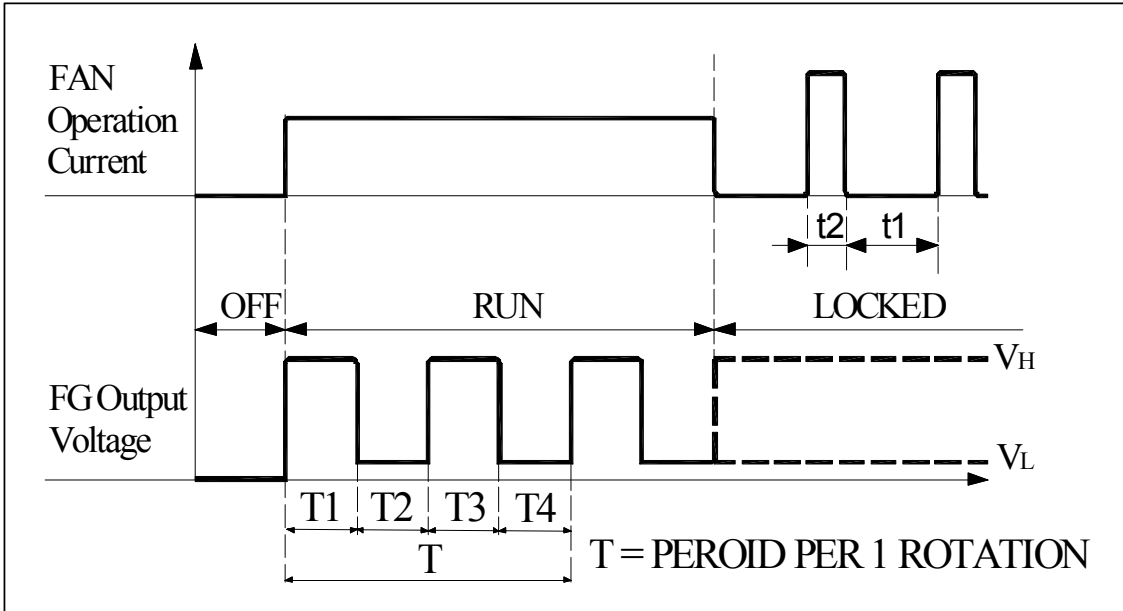 FAN
Operation
Current
t2 t1
OFF RUN LOCKED
FG Output
Voltage
VH
VL
T1 T2 T3 T4
T
T = PEROID PER 1 ROTATION